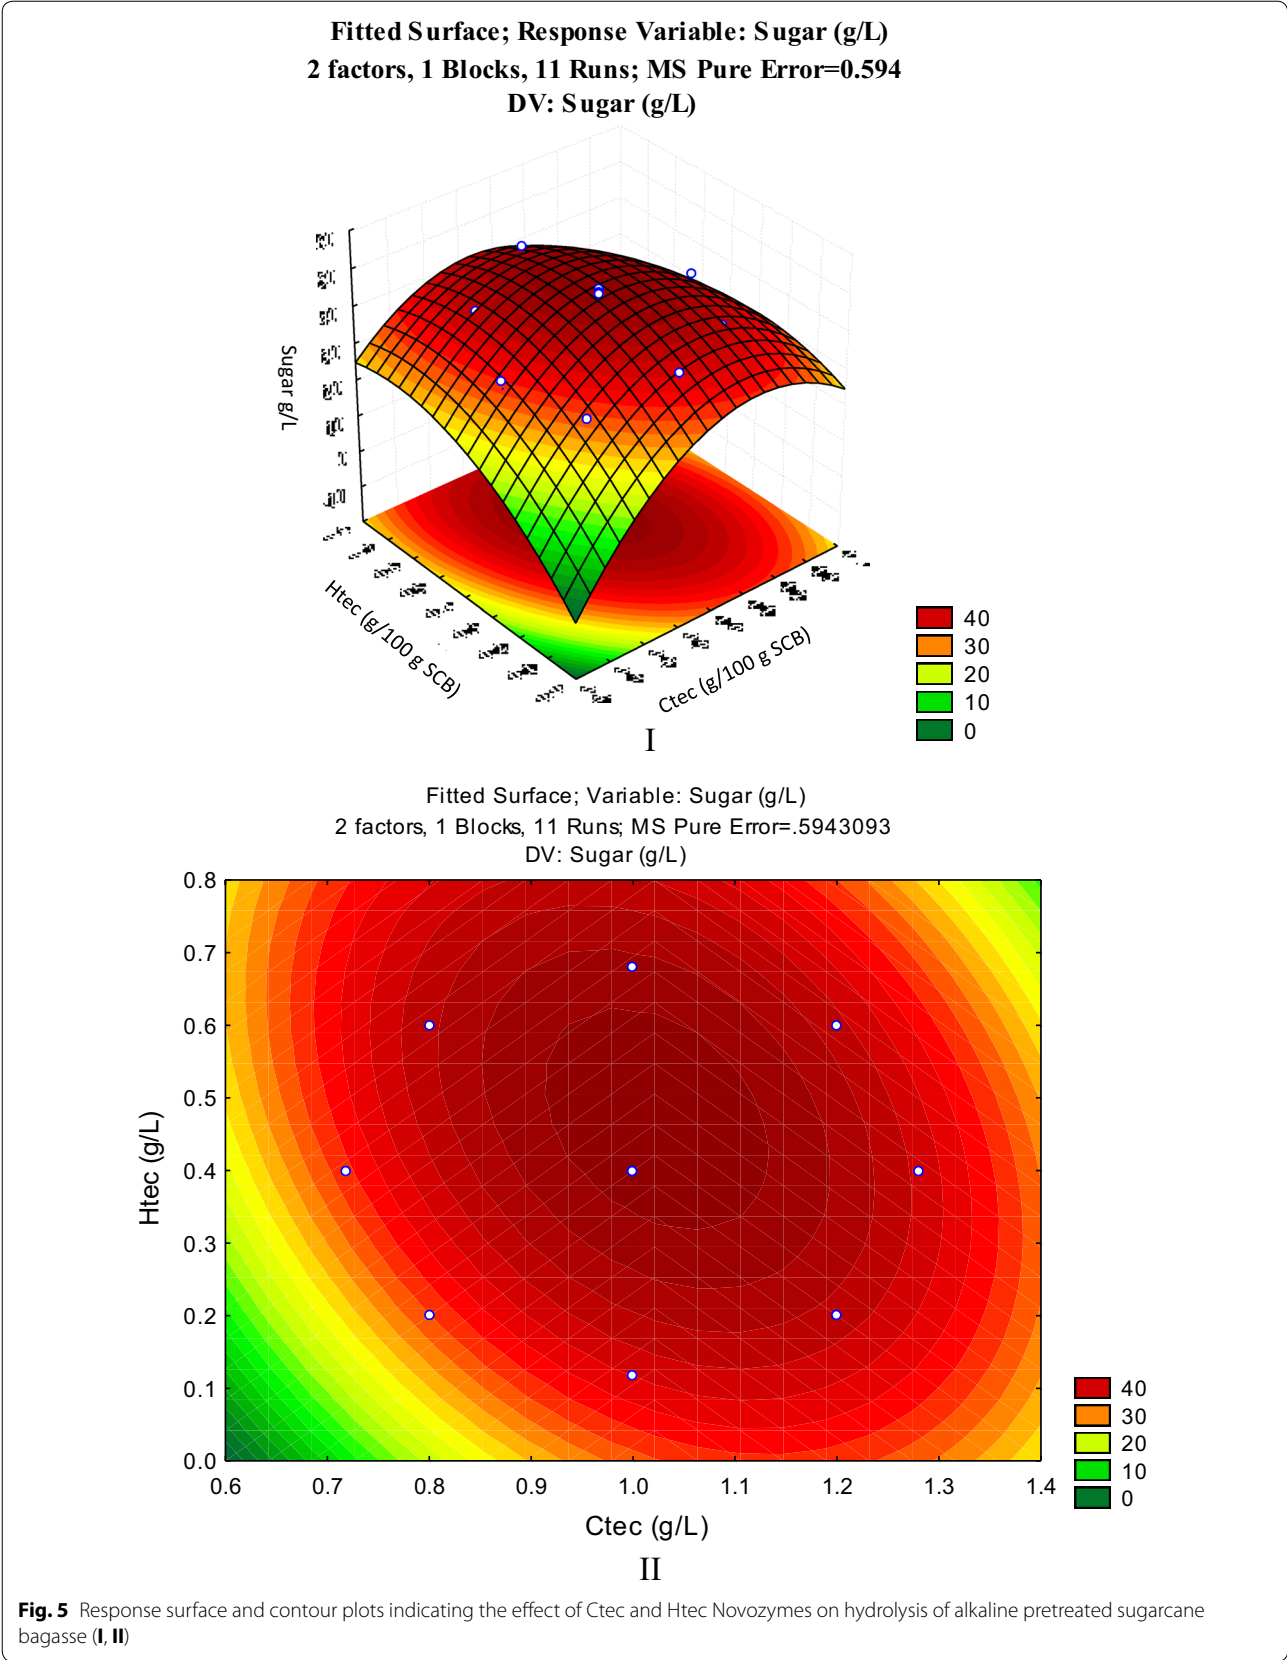 Fitted Surface; Response Variable: Sugar (g/L)
2 factors, 1 Blocks, 11 Runs; MS Pure Error=0.594
DV: Sugar (g/L)
Sugar g/L
Htec (g/100 g SCB)
Ctec (g/100 g SCB)
40
30
20
10
0
I
Fitted Surface; Variable: Sugar (g/L)
2 factors, 1 Blocks, 11 Runs; MS Pure Error=.5943093
DV: Sugar (g/L)
0.8
0.7
0.6
0.5
0.4
0.3
0.2
0.1
0.0
Htec (g/L)
0.6 0.7 0.8 0.9 1.0 1.1 1.2 1.3 1.4
Ctec (g/L)
40
30
20
10
0
II
Fig. 5 Response surface and contour plots indicating the effect of Ctec and Htec Novozymes on hydrolysis of alkaline pretreated sugarcane
bagasse (I, II)